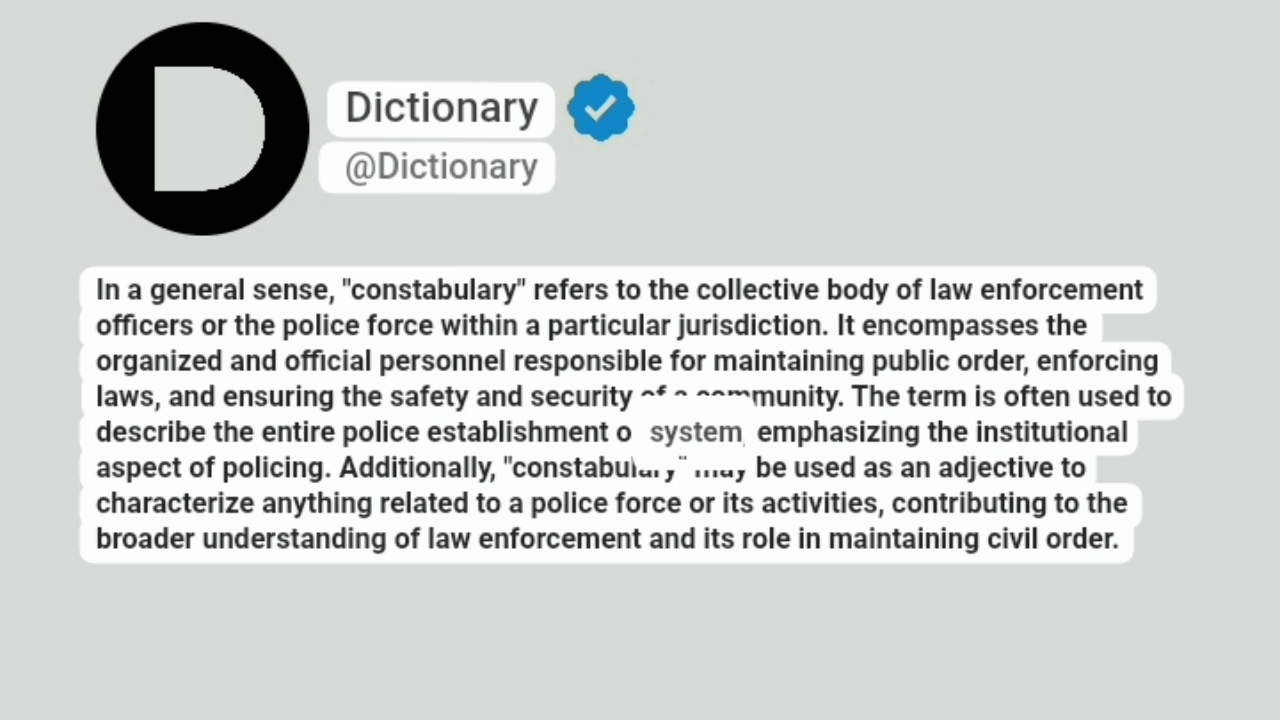 D
Dictionary
@Dictionary
In a general sense, "constabulary" refers to the collective body of law enforcement
officers or the police force within a particular jurisdiction. It encompasses the
organized and official personnel responsible for maintaining public order, enforcing
laws, and ensuring the safety and security of a community. The term is often used to
describe the entire police establishment o system, emphasizing the institutional
aspect of policing. Additionally, "constabulary" may be used as an adjective to
characterize anything related to a police force or its activities, contributing to the
broader understanding of law enforcement and its role in maintaining civil order.